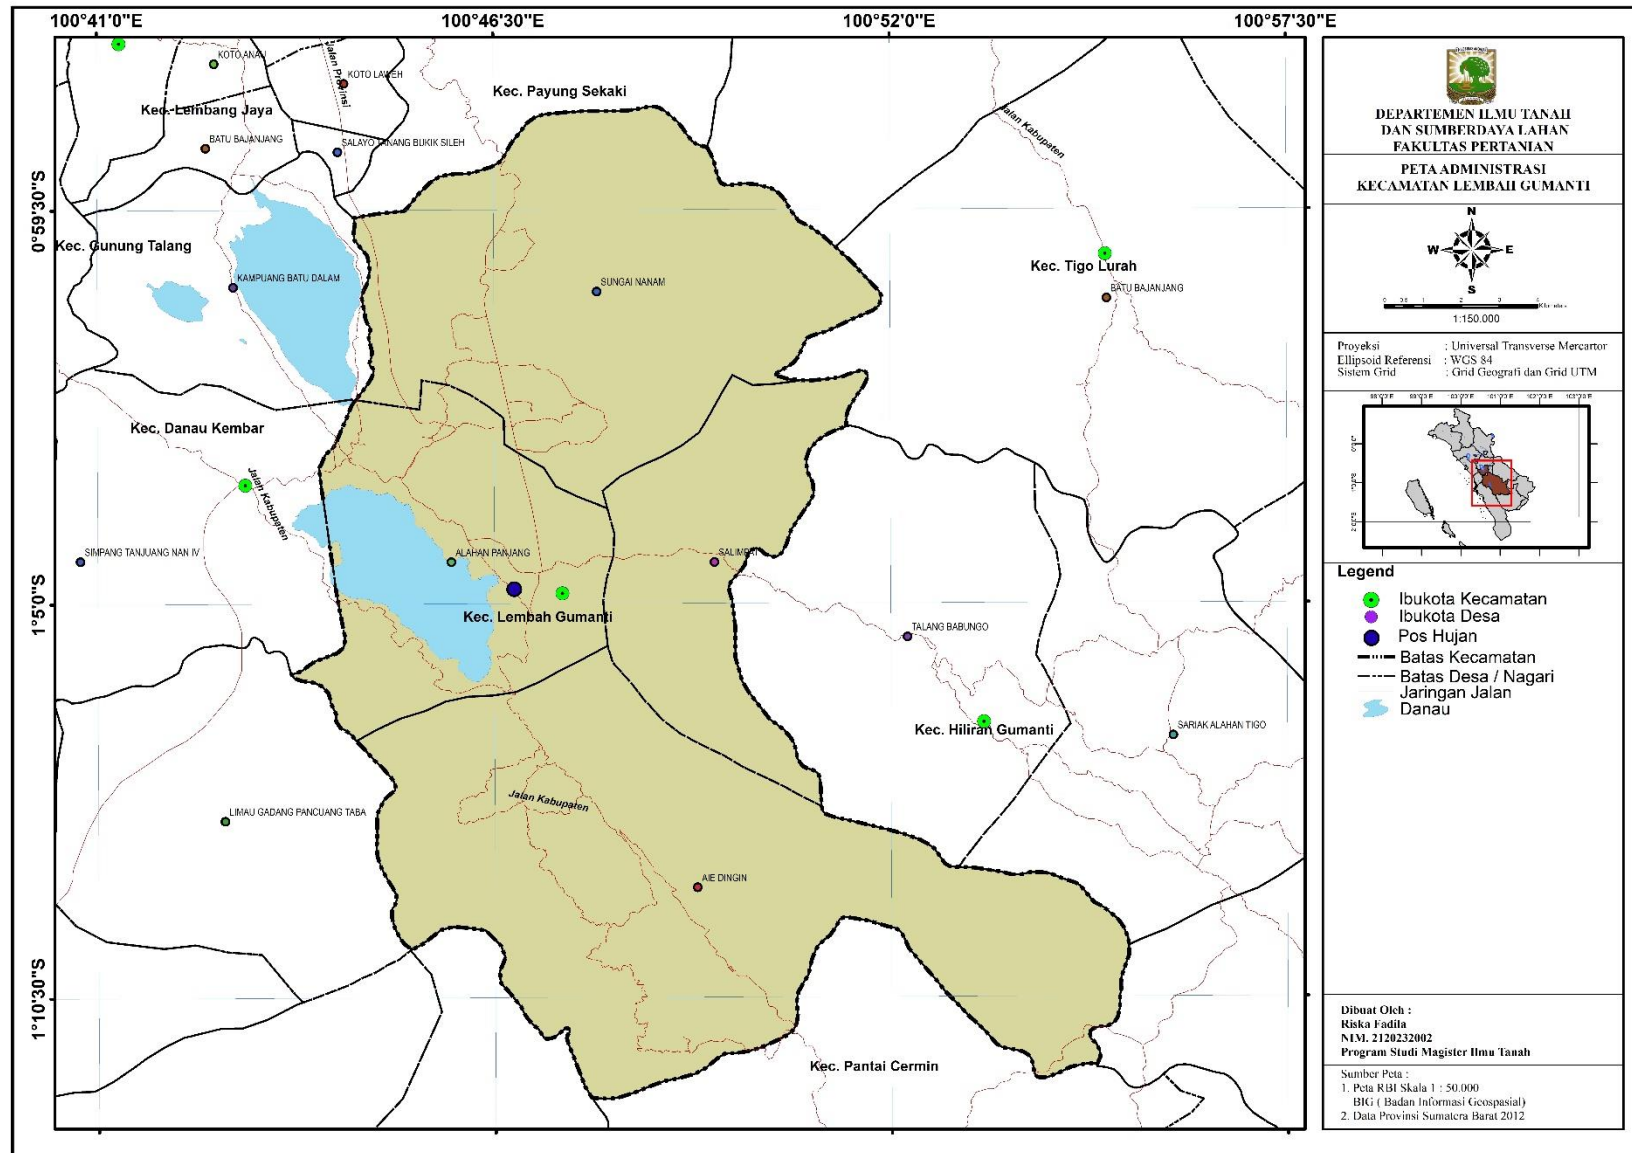 100°41'0"E
100°46'30"E
100°52'0"E
100°57'30"E
0°59'30"S
1°5'0"S
1°10'30"S
KOTO ANAU
KOTO LAWEH
Jalan Provinsi
Kec. Lembang Jaya
Kec. Payung Sekaki
BATU BAJANJANG
SALAYO TANANG BUKIK SILEH
Jalan Kabupaten
Kec. Gunung Talang
KAMPUANG BATU DALAM
SUNGAI NANAM
Kec. Tigo Lurah
BATU BAJANJANG
Kec. Danau Kembar
Jalan Kabupaten
SIMPANG TANJUANG NAN IV
ALAHAN PANJANG
SALIMPAT
Kec. Lembah Gumanti
TALANG BABUNGO
Kec. Hiliran Gumanti
SARIAK ALAHAN TIGO
Jalan Kabupaten
LIMAU GADANG PANCUANG TABA
AIE DINGIN
Kec. Pantai Cermin
DEPARTEMEN ILMU TANAH
DAN SUMBERDAYA LAHAN
FAKULTAS PERTANIAN
PETA ADMINISTRASI
KECAMATAN LEMBAH GUMANTI
N
W
E
S
1:150.000
Proyeksi : Universal Transverse Mercartor
Ellipsoid Referensi : WGS 84
Sistem Grid : Grid Geografi dan Grid UTM
Legend
Ibukota Kecamatan
Ibukota Desa
Pos Hujan
Batas Kecamatan
Batas Desa / Nagari
Jaringan Jalan
Danau
Dibuat Oleh :
Riska Fadila
NIM. 2120232002
Program Studi Magister Ilmu Tanah
Sumber Peta :
1. Peta RBI Skala 1 : 50.000
BIG ( Badan Informasi Geospasial)
2. Data Provinsi Sumatera Barat 2012